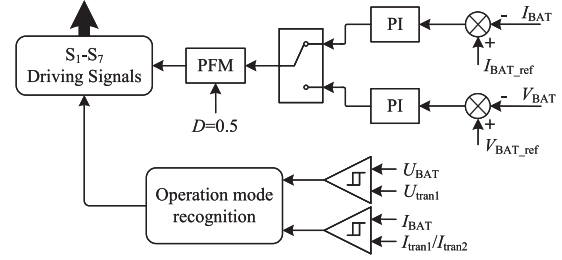 I_BAT
PI
S₁-S₇
Driving Signals
PFM
I_BAT_ref
D=0.5
PI
V_BAT
V_BAT_ref
Operation mode
recognition
U_BAT
U_tran1
I_BAT
I_tran1/I_tran2